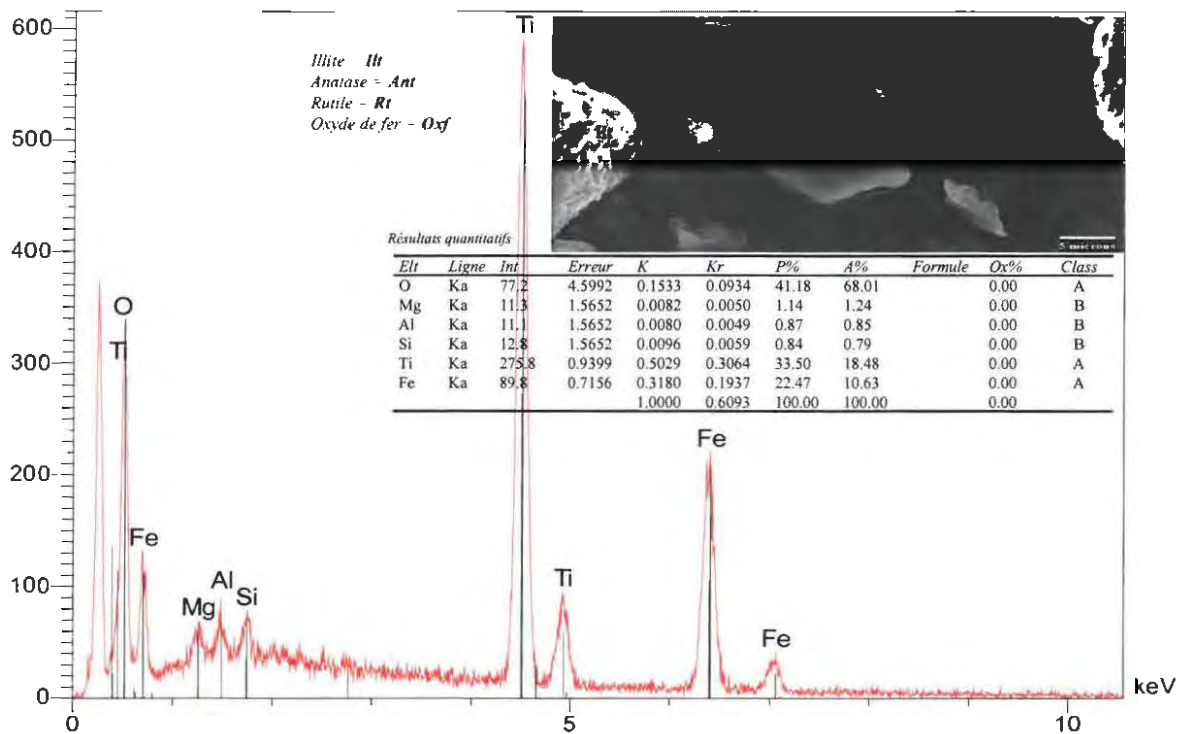 600
500
400
300
200
100
0
Illite Ilt
Anatase = Ant
Rutile - Rt
Oxyde de fer - Oxf
Ti
5 microns
Résultats quantitatifs
Elt Ligne Int Erreur K Kr P% A% Formule Ox% Class
O Ka 77.2 4.5992 0.1533 0.0934 41.18 68.01 0.00 A
Mg Ka 11.3 1.5652 0.0082 0.0050 1.14 1.24 0.00 B
Al Ka 11.1 1.5652 0.0080 0.0049 0.87 0.85 0.00 B
Si Ka 12.8 1.5652 0.0096 0.0059 0.84 0.79 0.00 B
Ti Ka 275.8 0.9399 0.5029 0.3064 33.50 18.48 0.00 A
Fe Ka 89.8 0.7156 0.3180 0.1937 22.47 10.63 0.00 A
1.0000 0.6093 100.00 100.00 0.00
O
Ti
Fe
Mg
Al
Si
Ti
Fe
Fe
0 5 10
keV